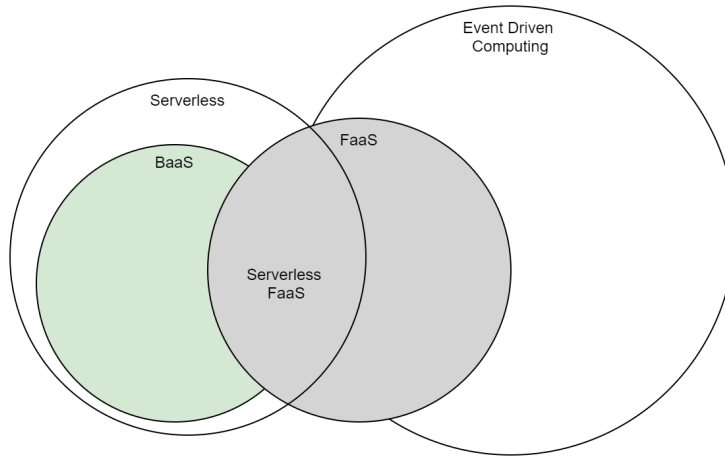 Event Driven
Computing
Serverless
FaaS
BaaS
Serverless
FaaS